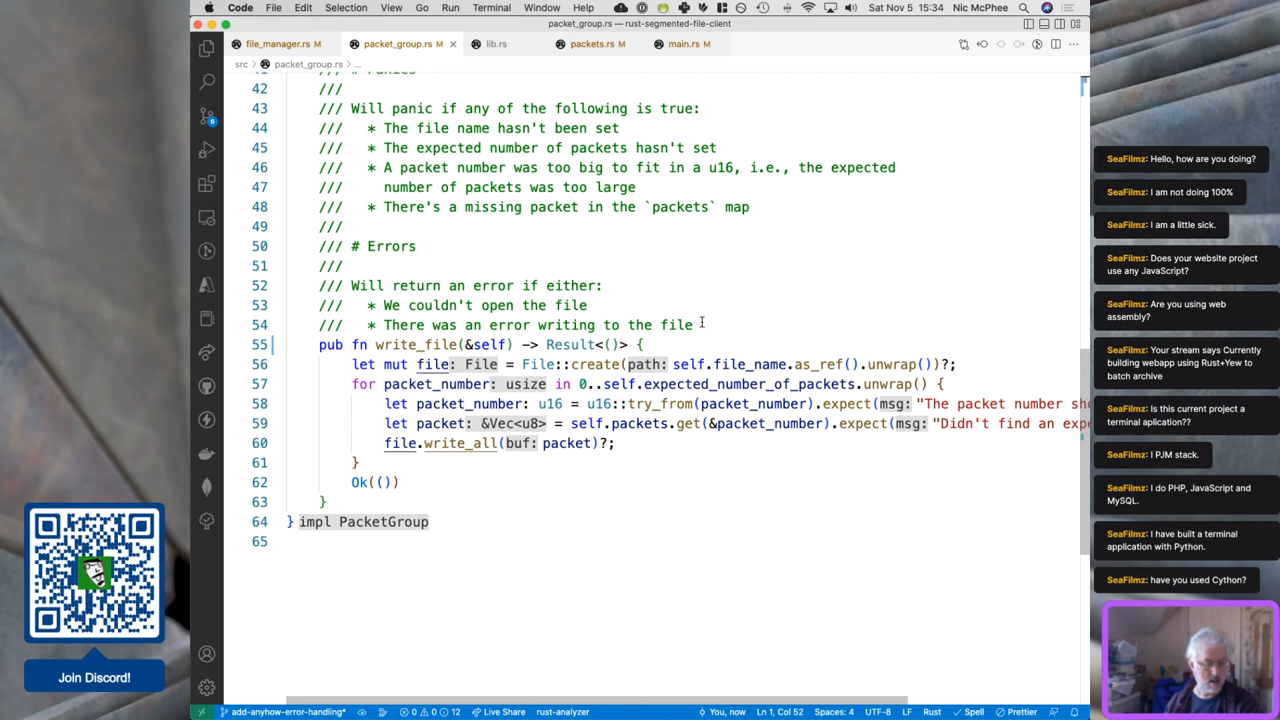 Code File Edit Selection View Go Run Terminal Window Help Sat Nov 5 15:34 Nic McPhee
packet_group.rs — rust-segmented-file-client
file_manager.rs M packet_group.rs M lib.rs packets.rs M main.rs M
src > packet_group.rs > ...
41 /// # Panics
42 ///
43 /// Will panic if any of the following is true:
44 /// * The file name hasn't been set
45 /// * The expected number of packets hasn't set
46 /// * A packet number was too big to fit in a u16, i.e., the expected
47 /// number of packets was too large
48 /// * There's a missing packet in the `packets` map
49 ///
50 /// # Errors
51 ///
52 /// Will return an error if either:
53 /// * We couldn't open the file
54 /// * There was an error writing to the file
55 pub fn write_file(&self) -> Result<()> {
56 let mut file: File = File::create(path: self.file_name.as_ref().unwrap())?;
57 for packet_number: usize in 0..self.expected_number_of_packets.unwrap() {
58 let packet_number: u16 = u16::try_from(packet_number).expect(msg: "The packet number sh
59 let packet: &Vec<u8> = self.packets.get(&packet_number).expect(msg: "Didn't find an exp
60 file.write_all(buf: packet)?;
61 }
62 Ok(())
63 }
64 } impl PacketGroup
65
6
add-anyhow-error-handling* 0 0 12 Live Share rust-analyzer You, now Ln 1, Col 52 Spaces: 4 UTF-8 LF Rust Spell Prettier
Join Discord!
SeaFilmz: Hello, how are you doing?
SeaFilmz: I am not doing 100%
SeaFilmz: I am a little sick.
SeaFilmz: Does your website project
use any JavaScript?
SeaFilmz: Are you using web
assembly?
SeaFilmz: Your stream says Currently
building webapp using Rust+Yew to
batch archive
SeaFilmz: Is this current project a
terminal aplication??
SeaFilmz: I PJM stack.
SeaFilmz: I do PHP, JavaScript and
MySQL.
SeaFilmz: I have built a terminal
application with Python.
SeaFilmz: have you used Cython?